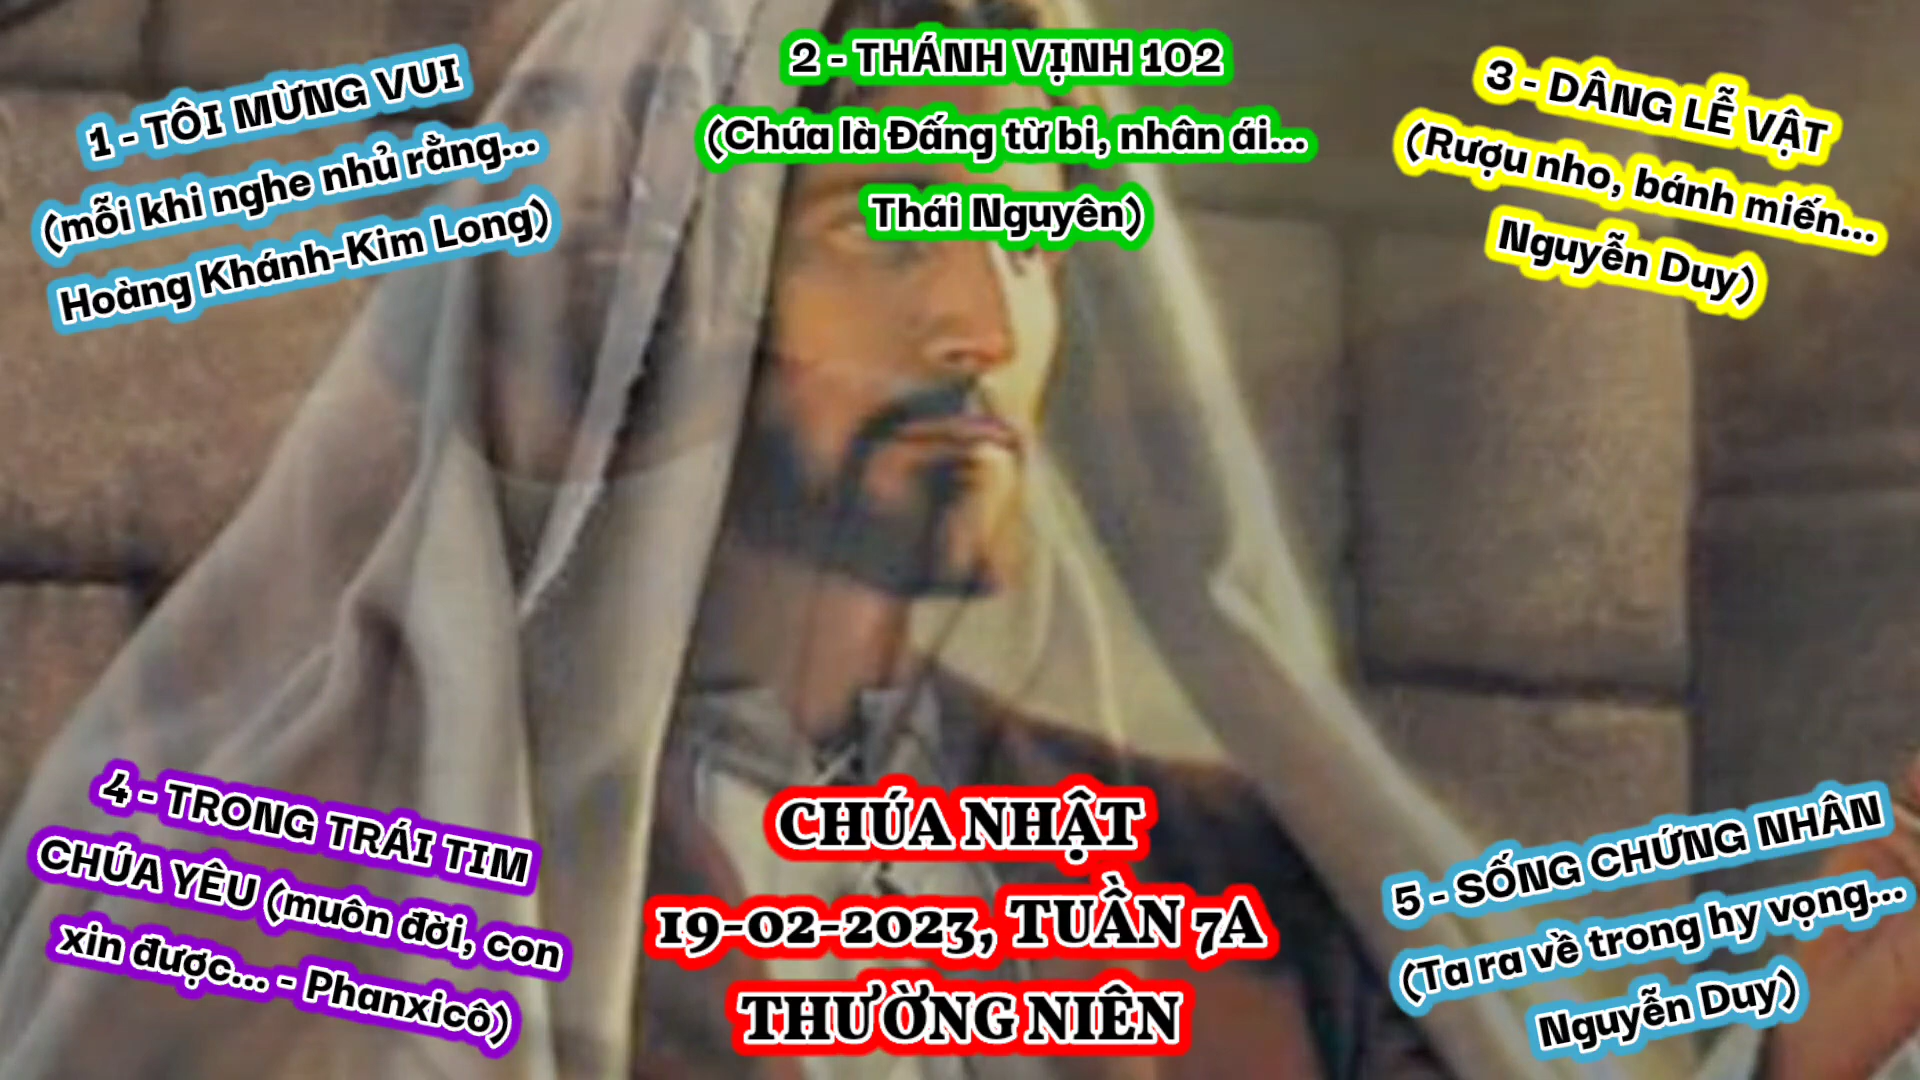 1 - TÔI MỪNG VUI
(mỗi khi nghe nhủ rằng...
Hoàng Khánh-Kim Long)
2 - THÁNH VỊNH 102
(Chúa là Đấng từ bi, nhân ái...
Thái Nguyên)
3 - DÂNG LỄ VẬT
(Rượu nho, bánh miến...
Nguyễn Duy)
4 - TRONG TRÁI TIM
CHÚA YÊU (muôn đời, con
xin được... - Phanxicô)
CHÚA NHẬT
19-02-2023, TUẦN 7A
THƯỜNG NIÊN
5 - SỐNG CHỨNG NHÂN
(Ta ra về trong hy vọng...
Nguyễn Duy)